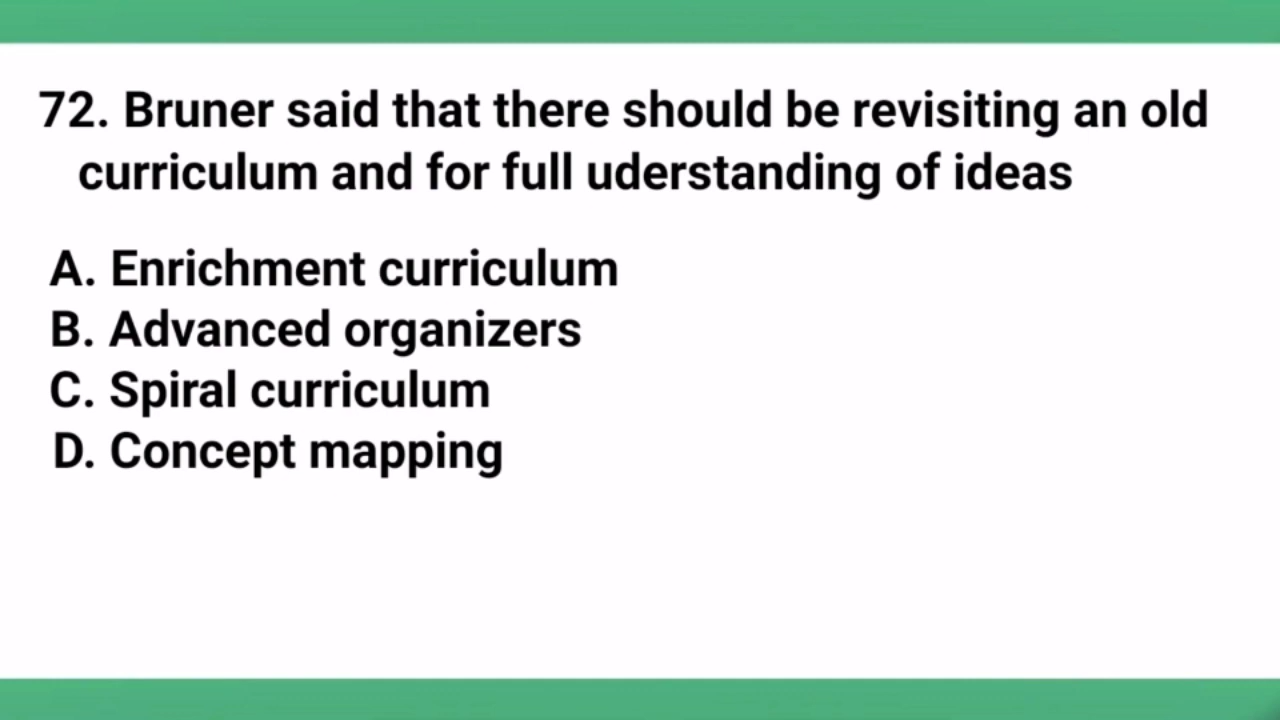 72. Bruner said that there should be revisiting an old
curriculum and for full uderstanding of ideas
A. Enrichment curriculum
B. Advanced organizers
C. Spiral curriculum
D. Concept mapping